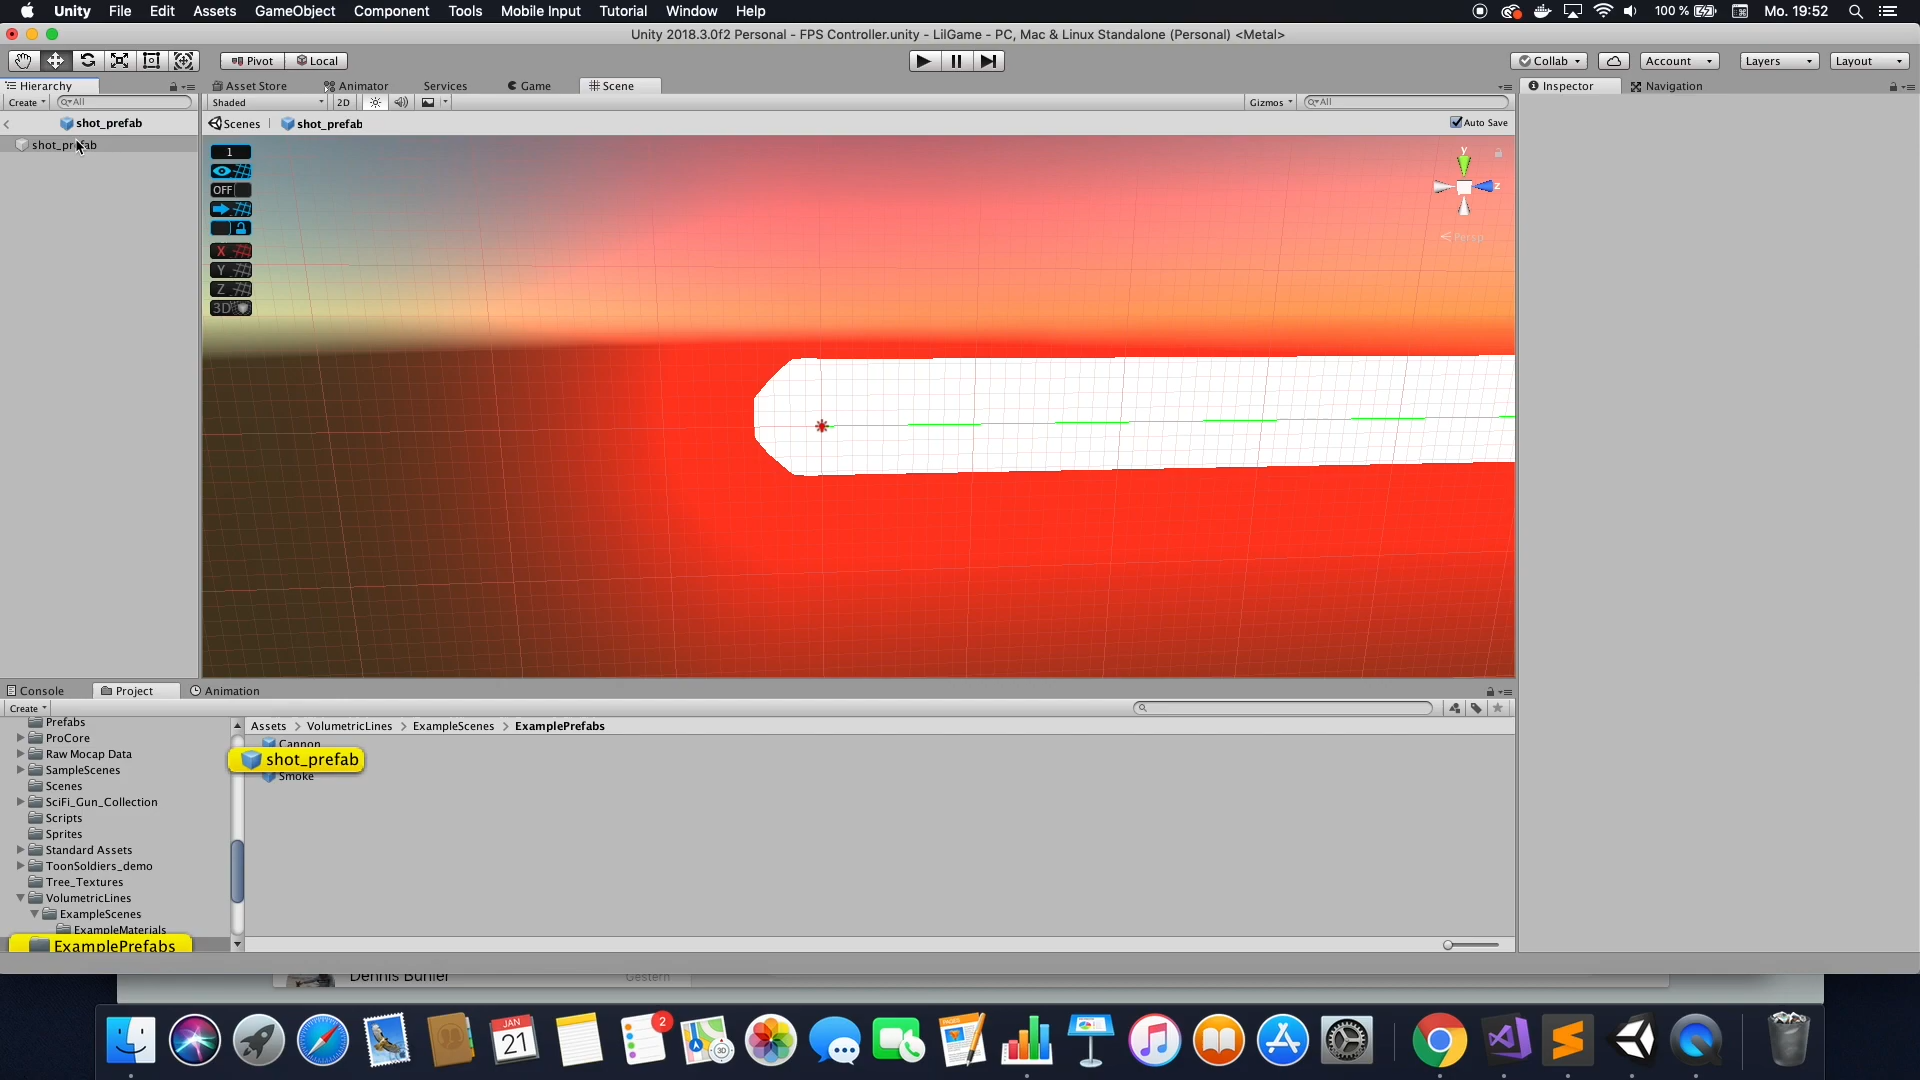 Unity File Edit Assets GameObject Component Tools Mobile Input Tutorial Window Help 100 % Mo. 19:52
Unity 2018.3.0f2 Personal - FPS Controller.unity - LilGame - PC, Mac & Linux Standalone (Personal) <Metal>
Pivot Local Collab Account Layers Layout
Hierarchy Asset Store Animator Services Game Scene Inspector Navigation
Create All Shaded 2D Gizmos All
shot_prefab Scenes shot_prefab Auto Save
shot_prefab
1
OFF
X
Y
Z
3D
y
z
Persp
Console Project Animation
Create
Prefabs
ProCore
Raw Mocap Data
SampleScenes
Scenes
SciFi_Gun_Collection
Scripts
Sprites
Standard Assets
ToonSoldiers_demo
Tree_Textures
VolumetricLines
ExampleScenes
ExampleMaterials
ExamplePrefabs
Assets > VolumetricLines > ExampleScenes > ExamplePrefabs
Cannon
shot_prefab
Smoke
Dennis Buhler Gestern
JAN
21
2
3D